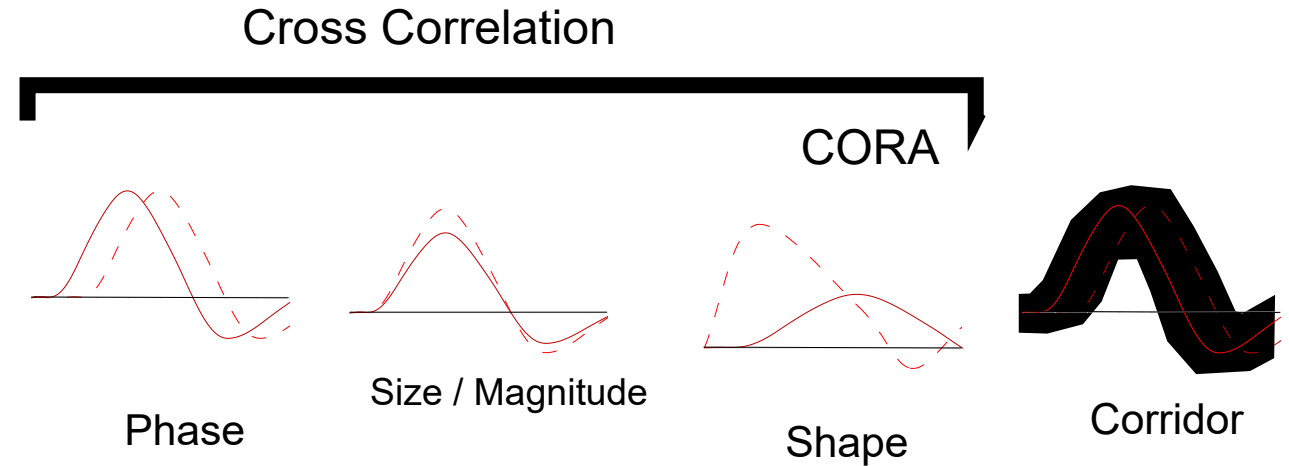 Cross Correlation
CORA
Phase
Size / Magnitude
Shape
Corridor